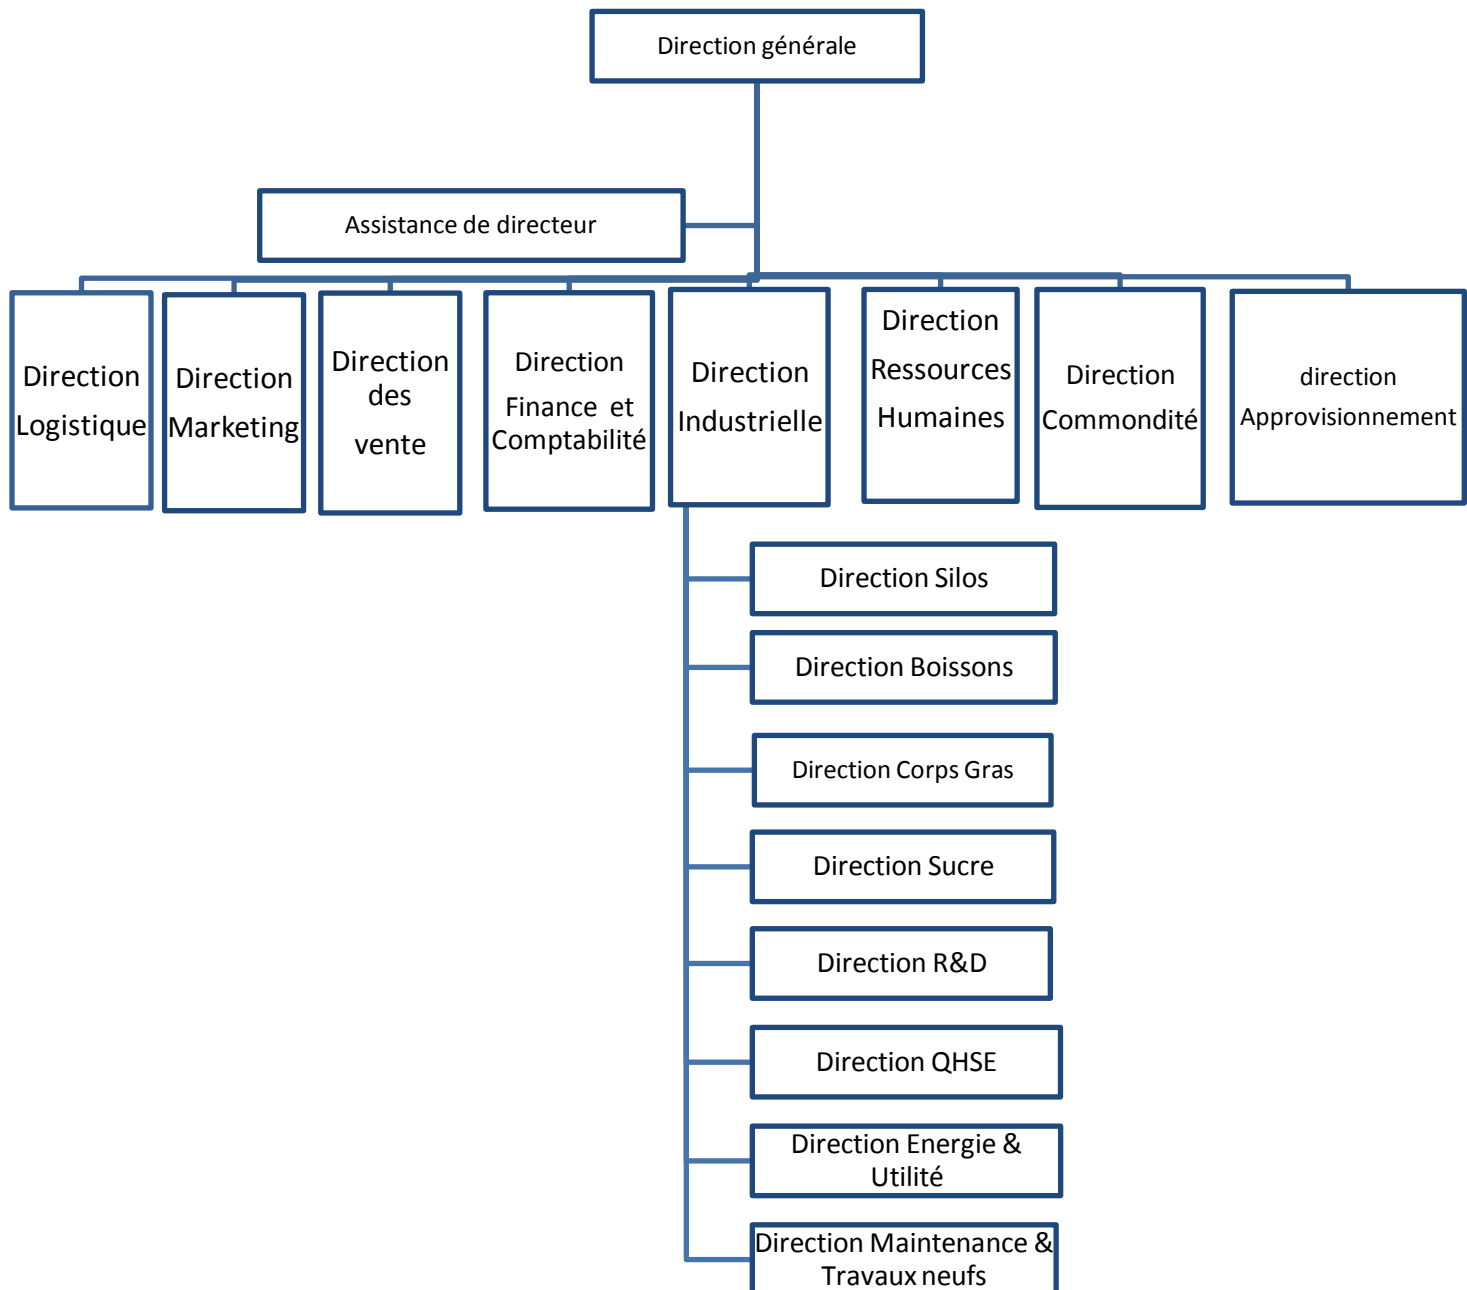 Direction générale
Assistance de directeur
Direction
Logistique
Direction
Marketing
Direction
des
vente
Direction
Finance et
Comptabilité
Direction
Industrielle
Direction
Ressources
Humaines
Direction
Commondité
direction
Approvisionnement
Direction Silos
Direction Boissons
Direction Corps Gras
Direction Sucre
Direction R&D
Direction QHSE
Direction Energie &
Utilité
Direction Maintenance &
Travaux neufs